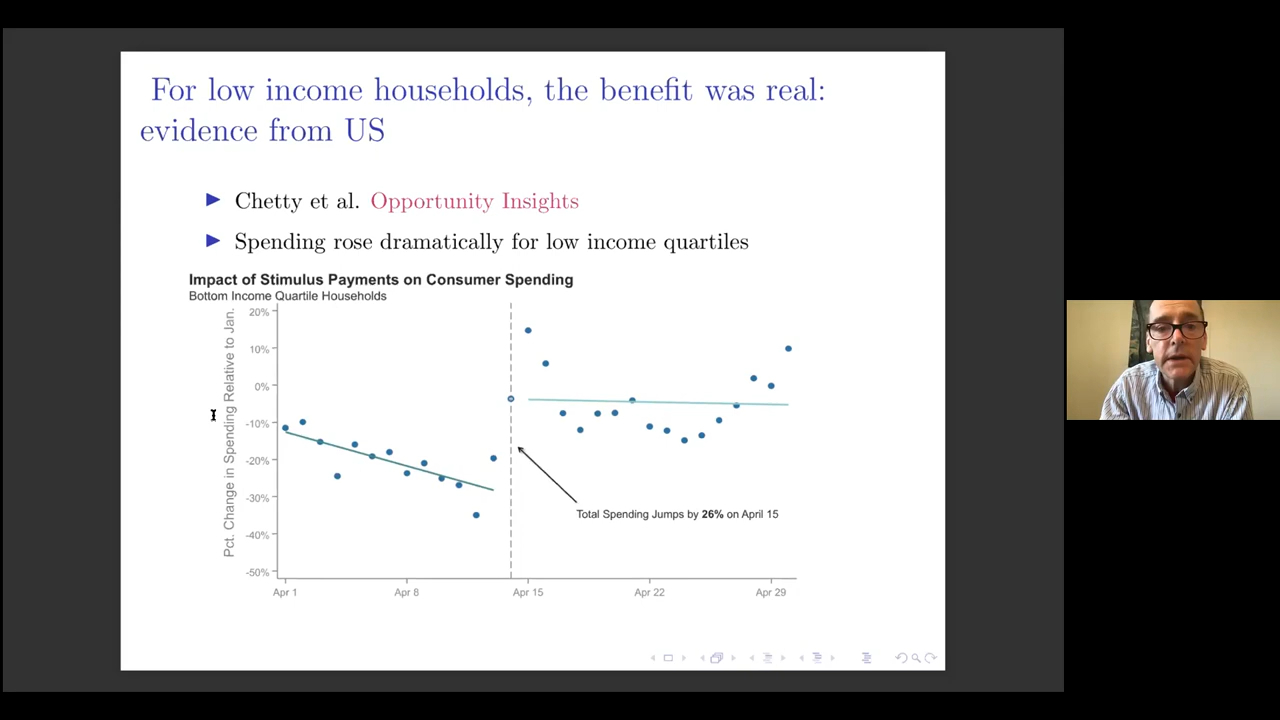 For low income households, the benefit was real:
evidence from US
Chetty et al. Opportunity Insights
Spending rose dramatically for low income quartiles
Impact of Stimulus Payments on Consumer Spending
Bottom Income Quartile Households
Pct. Change in Spending Relative to Jan.
20%
10%
0%
-10%
-20%
-30%
-40%
-50%
Total Spending Jumps by 26% on April 15
Apr 1
Apr 8
Apr 15
Apr 22
Apr 29